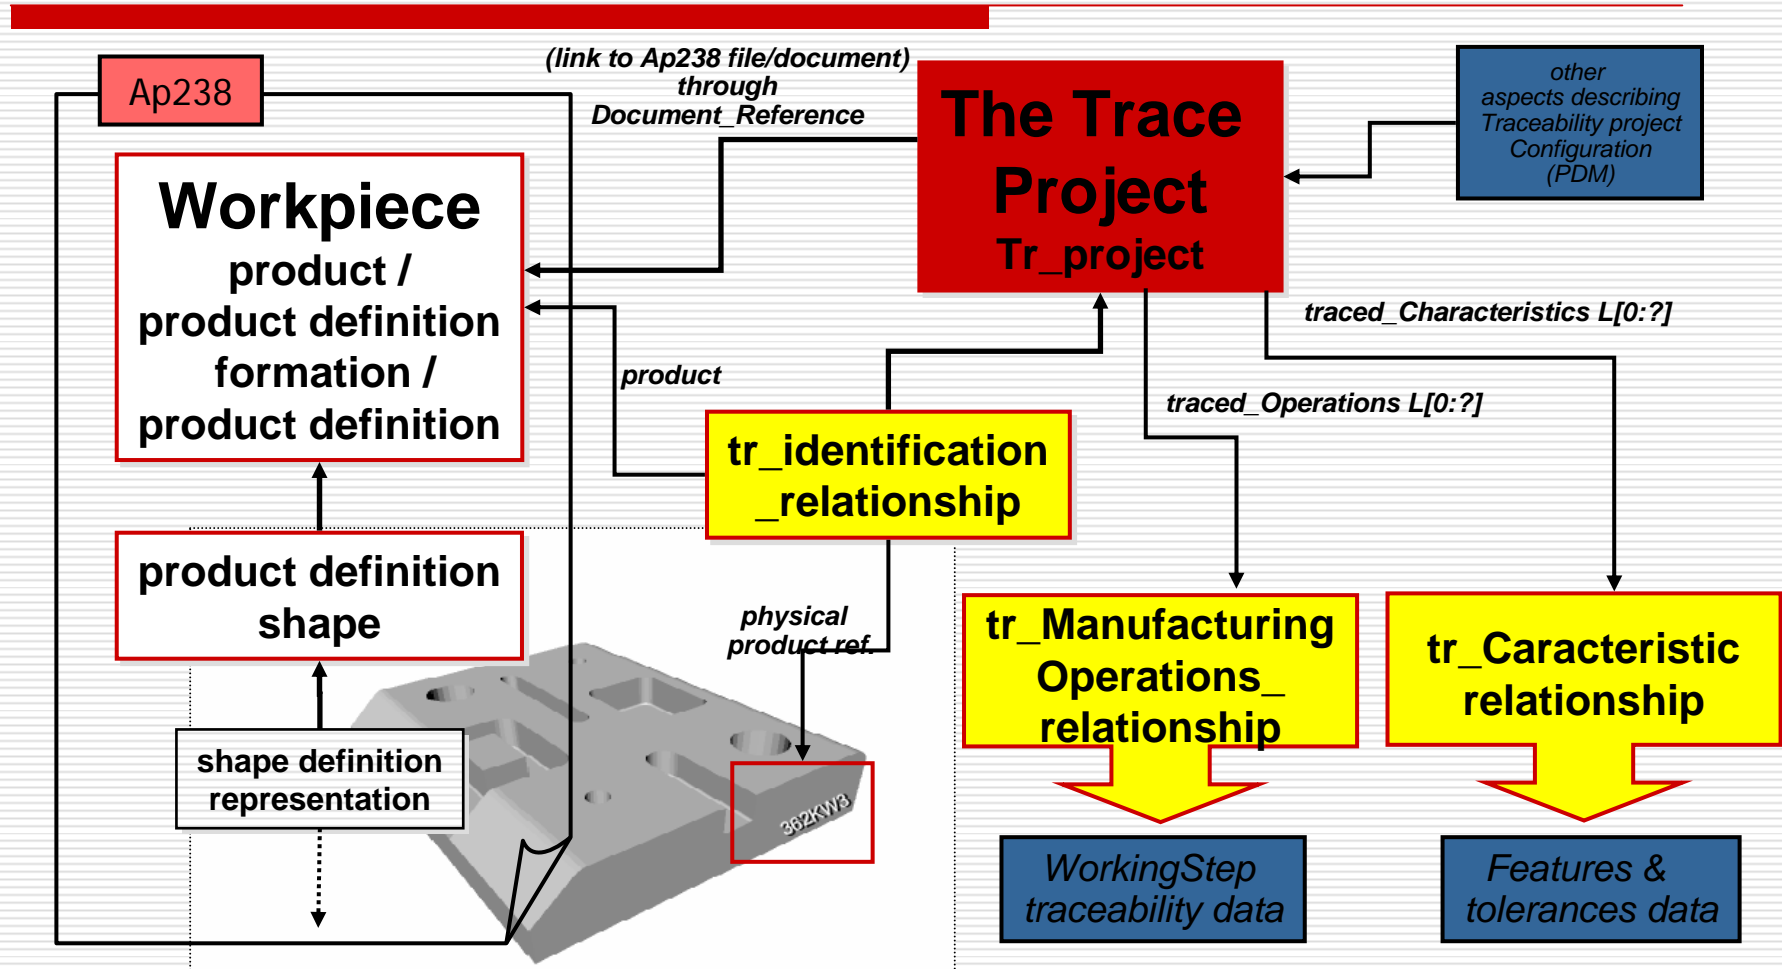 Ap238
(link to Ap238 file/document)
through
Document_Reference
The Trace
Project
Tr_project
other
aspects describing
Traceability project
Configuration
(PDM)
Workpiece
product /
product definition
formation /
product definition
product
traced_Characteristics L[0:?]
traced_Operations L[0:?]
tr_identification
_relationship
product definition
shape
physical
product ref.
tr_Manufacturing
Operations_
relationship
tr_Caracteristic
relationship
shape definition
representation
362KW3
WorkingStep
traceability data
Features &
tolerances data